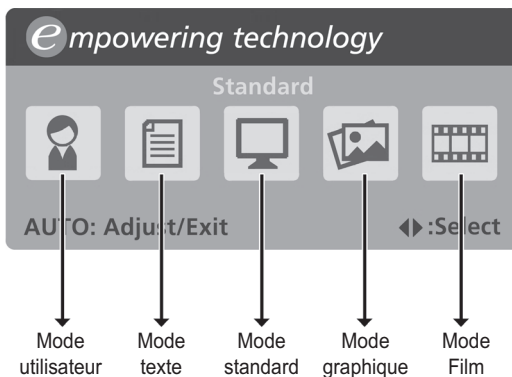 empowering technology
Standard
AUTO: Adjust/Exit
:Select
Mode utilisateur
Mode texte
Mode standard
Mode graphique
Mode Film